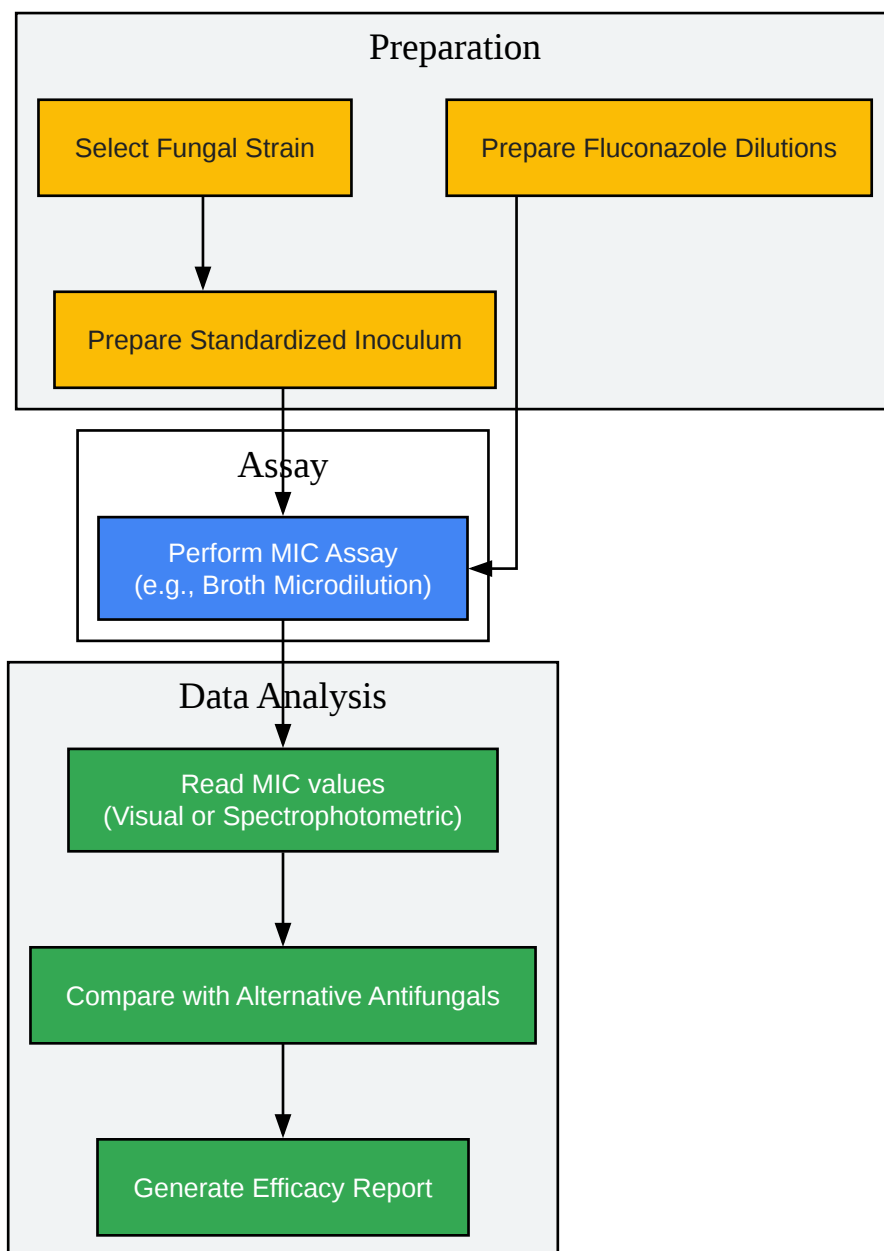 Preparation
Select Fungal Strain
Prepare Fluconazole Dilutions
Prepare Standardized Inoculum
Assay
Perform MIC Assay
(e.g., Broth Microdilution)
Data Analysis
Read MIC values
(Visual or Spectrophotometric)
Compare with Alternative Antifungals
Generate Efficacy Report